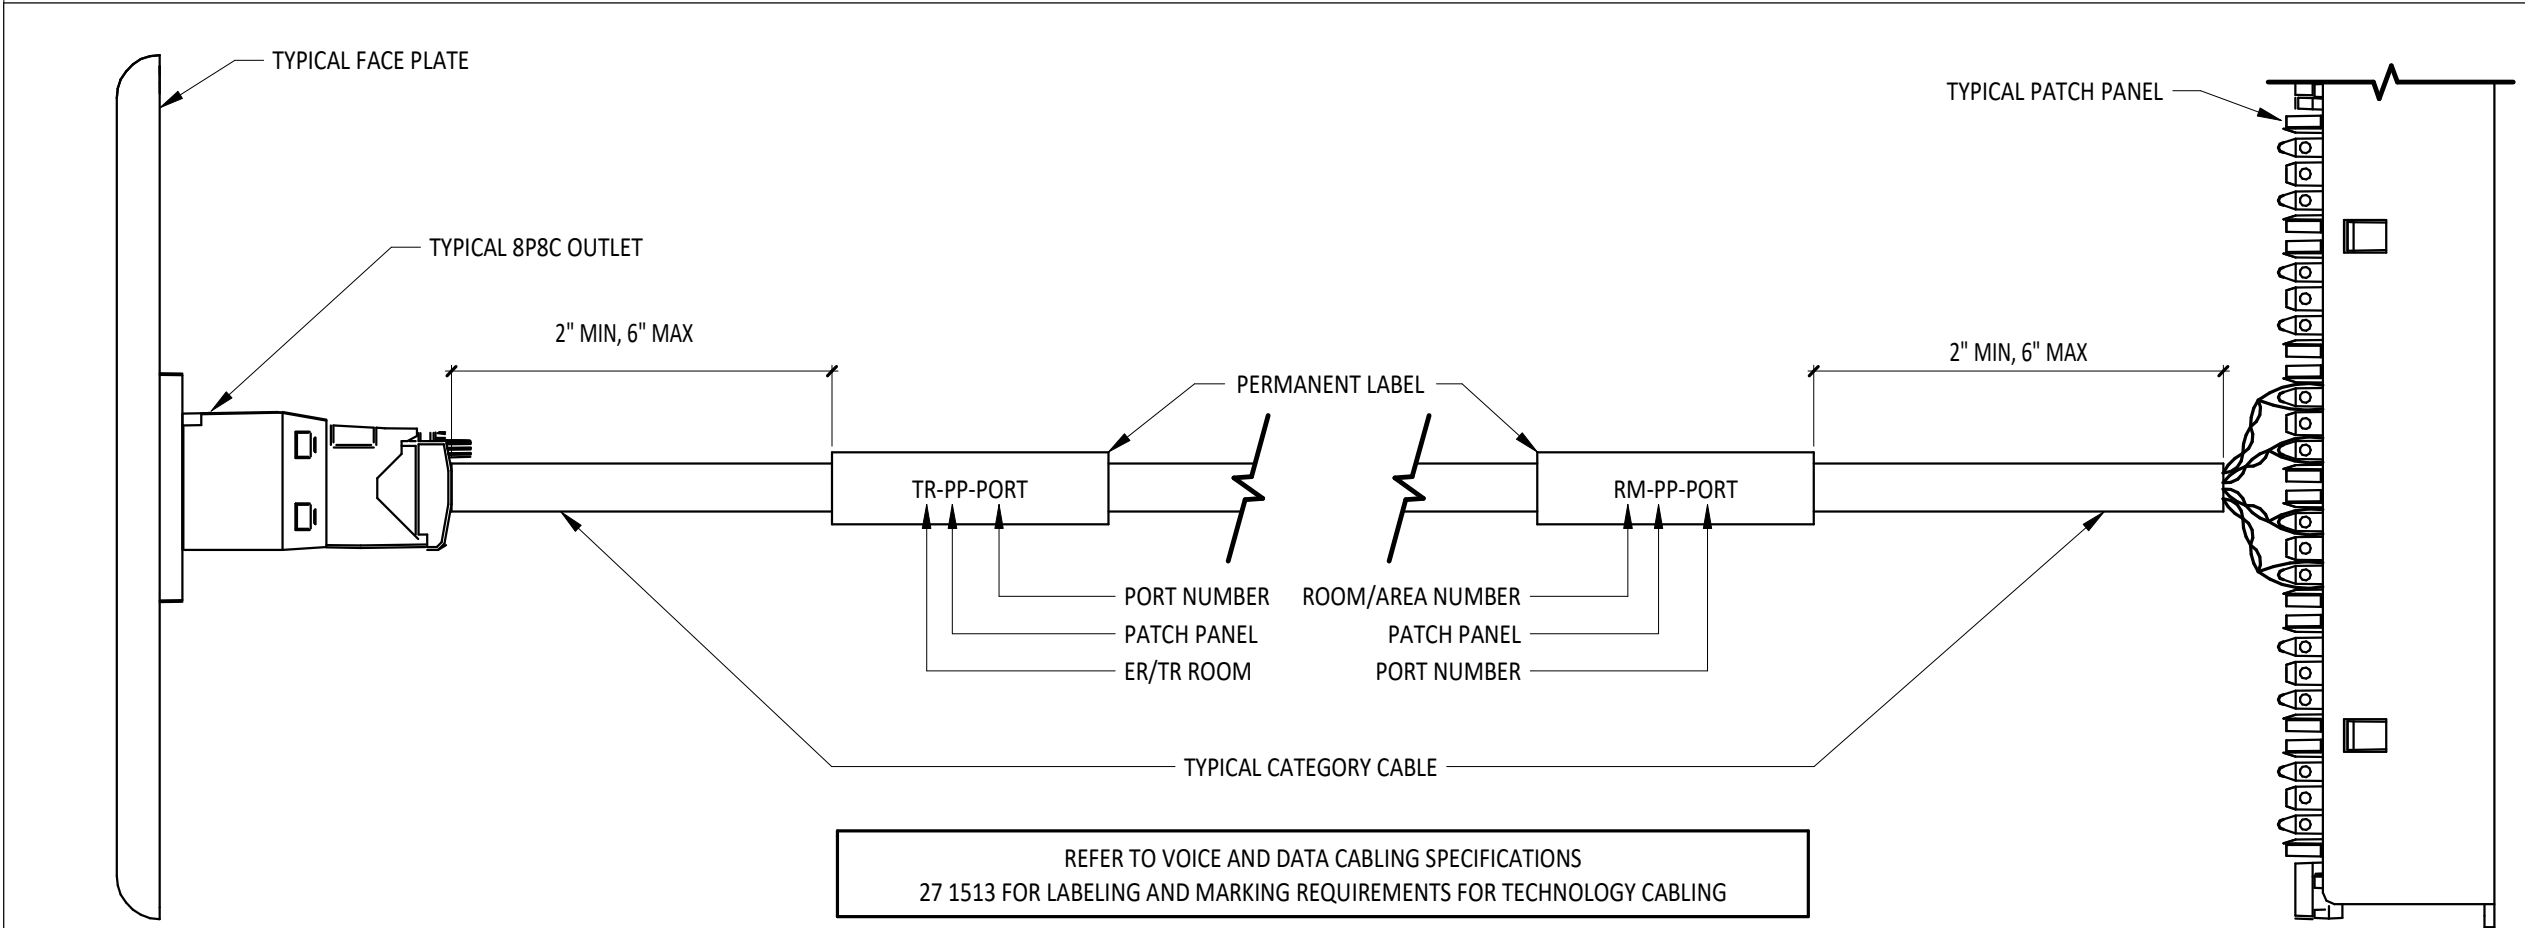 TYPICAL FACE PLATE
TYPICAL PATCH PANEL
TYPICAL 8P8C OUTLET
2" MIN, 6" MAX
2" MIN, 6" MAX
PERMANENT LABEL
TR-PP-PORT
RM-PP-PORT
PORT NUMBER
PATCH PANEL
ER/TR ROOM
ROOM/AREA NUMBER
PATCH PANEL
PORT NUMBER
TYPICAL CATEGORY CABLE
REFER TO VOICE AND DATA CABLING SPECIFICATIONS
27 1513 FOR LABELING AND MARKING REQUIREMENTS FOR TECHNOLOGY CABLING